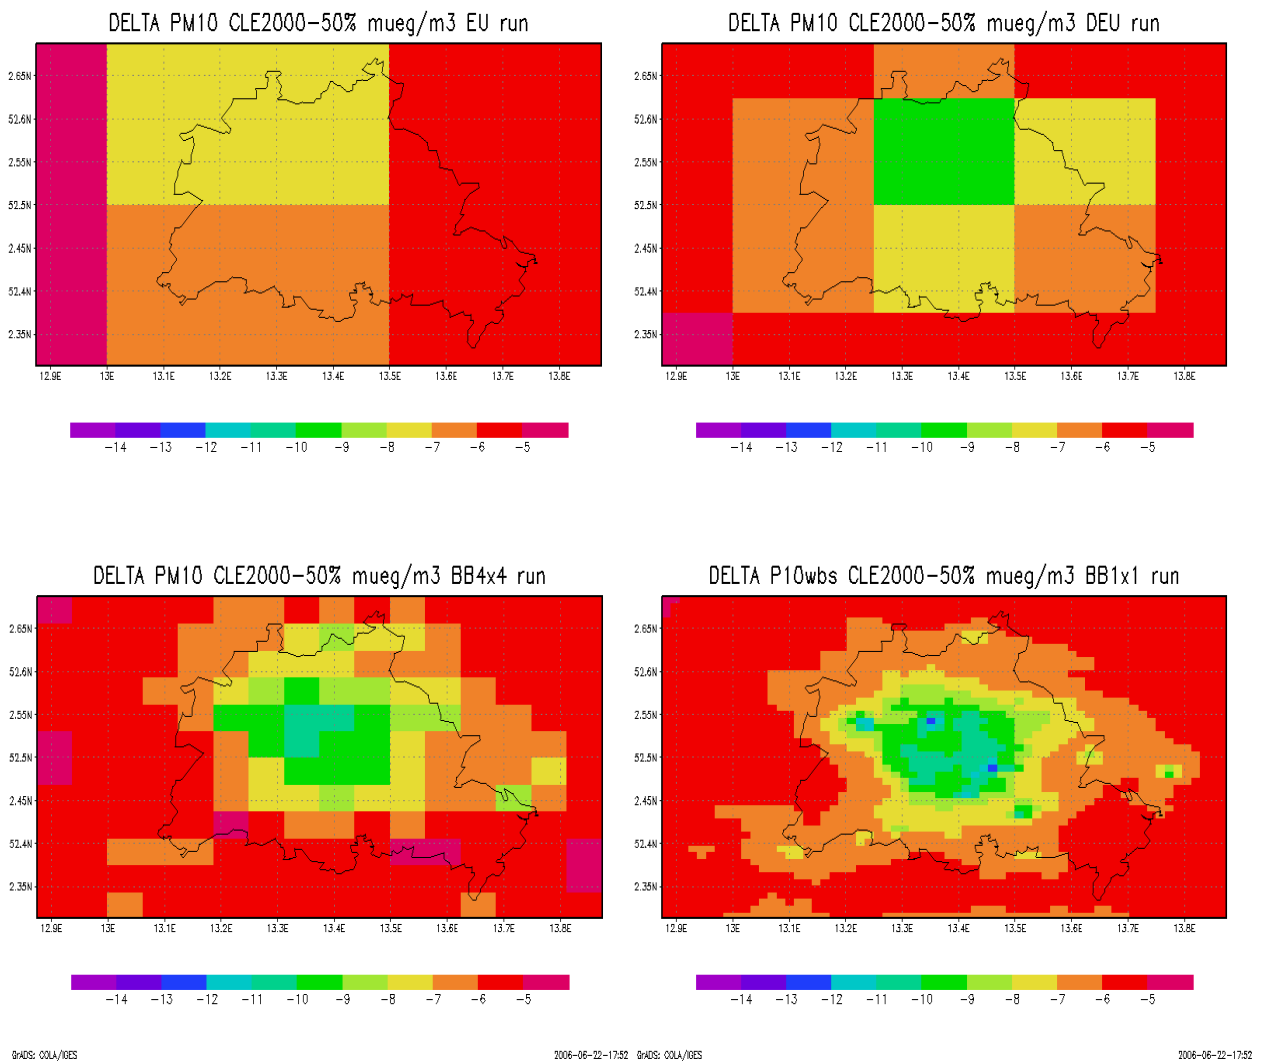 DELTA PM10 CLE2000-50% mueg/m3 EU run
2.65N
52.6N
2.55N
52.5N
2.45N
52.4N
2.35N
12.9E 13E 13.1E 13.2E 13.3E 13.4E 13.5E 13.6E 13.7E 13.8E
-14 -13 -12 -11 -10 -9 -8 -7 -6 -5
DELTA PM10 CLE2000-50% mueg/m3 DEU run
2.65N
52.6N
2.55N
52.5N
2.45N
52.4N
2.35N
12.9E 13E 13.1E 13.2E 13.3E 13.4E 13.5E 13.6E 13.7E 13.8E
-14 -13 -12 -11 -10 -9 -8 -7 -6 -5
DELTA PM10 CLE2000-50% mueg/m3 BB4x4 run
2.65N
52.6N
2.55N
52.5N
2.45N
52.4N
2.35N
12.9E 13E 13.1E 13.2E 13.3E 13.4E 13.5E 13.6E 13.7E 13.8E
-14 -13 -12 -11 -10 -9 -8 -7 -6 -5
DELTA P10wbs CLE2000-50% mueg/m3 BB1x1 run
2.65N
52.6N
2.55N
52.5N
2.45N
52.4N
2.35N
12.9E 13E 13.1E 13.2E 13.3E 13.4E 13.5E 13.6E 13.7E 13.8E
-14 -13 -12 -11 -10 -9 -8 -7 -6 -5
GrADS: COLA/IGES 2006-06-22-17:52
GrADS: COLA/IGES 2006-06-22-17:52